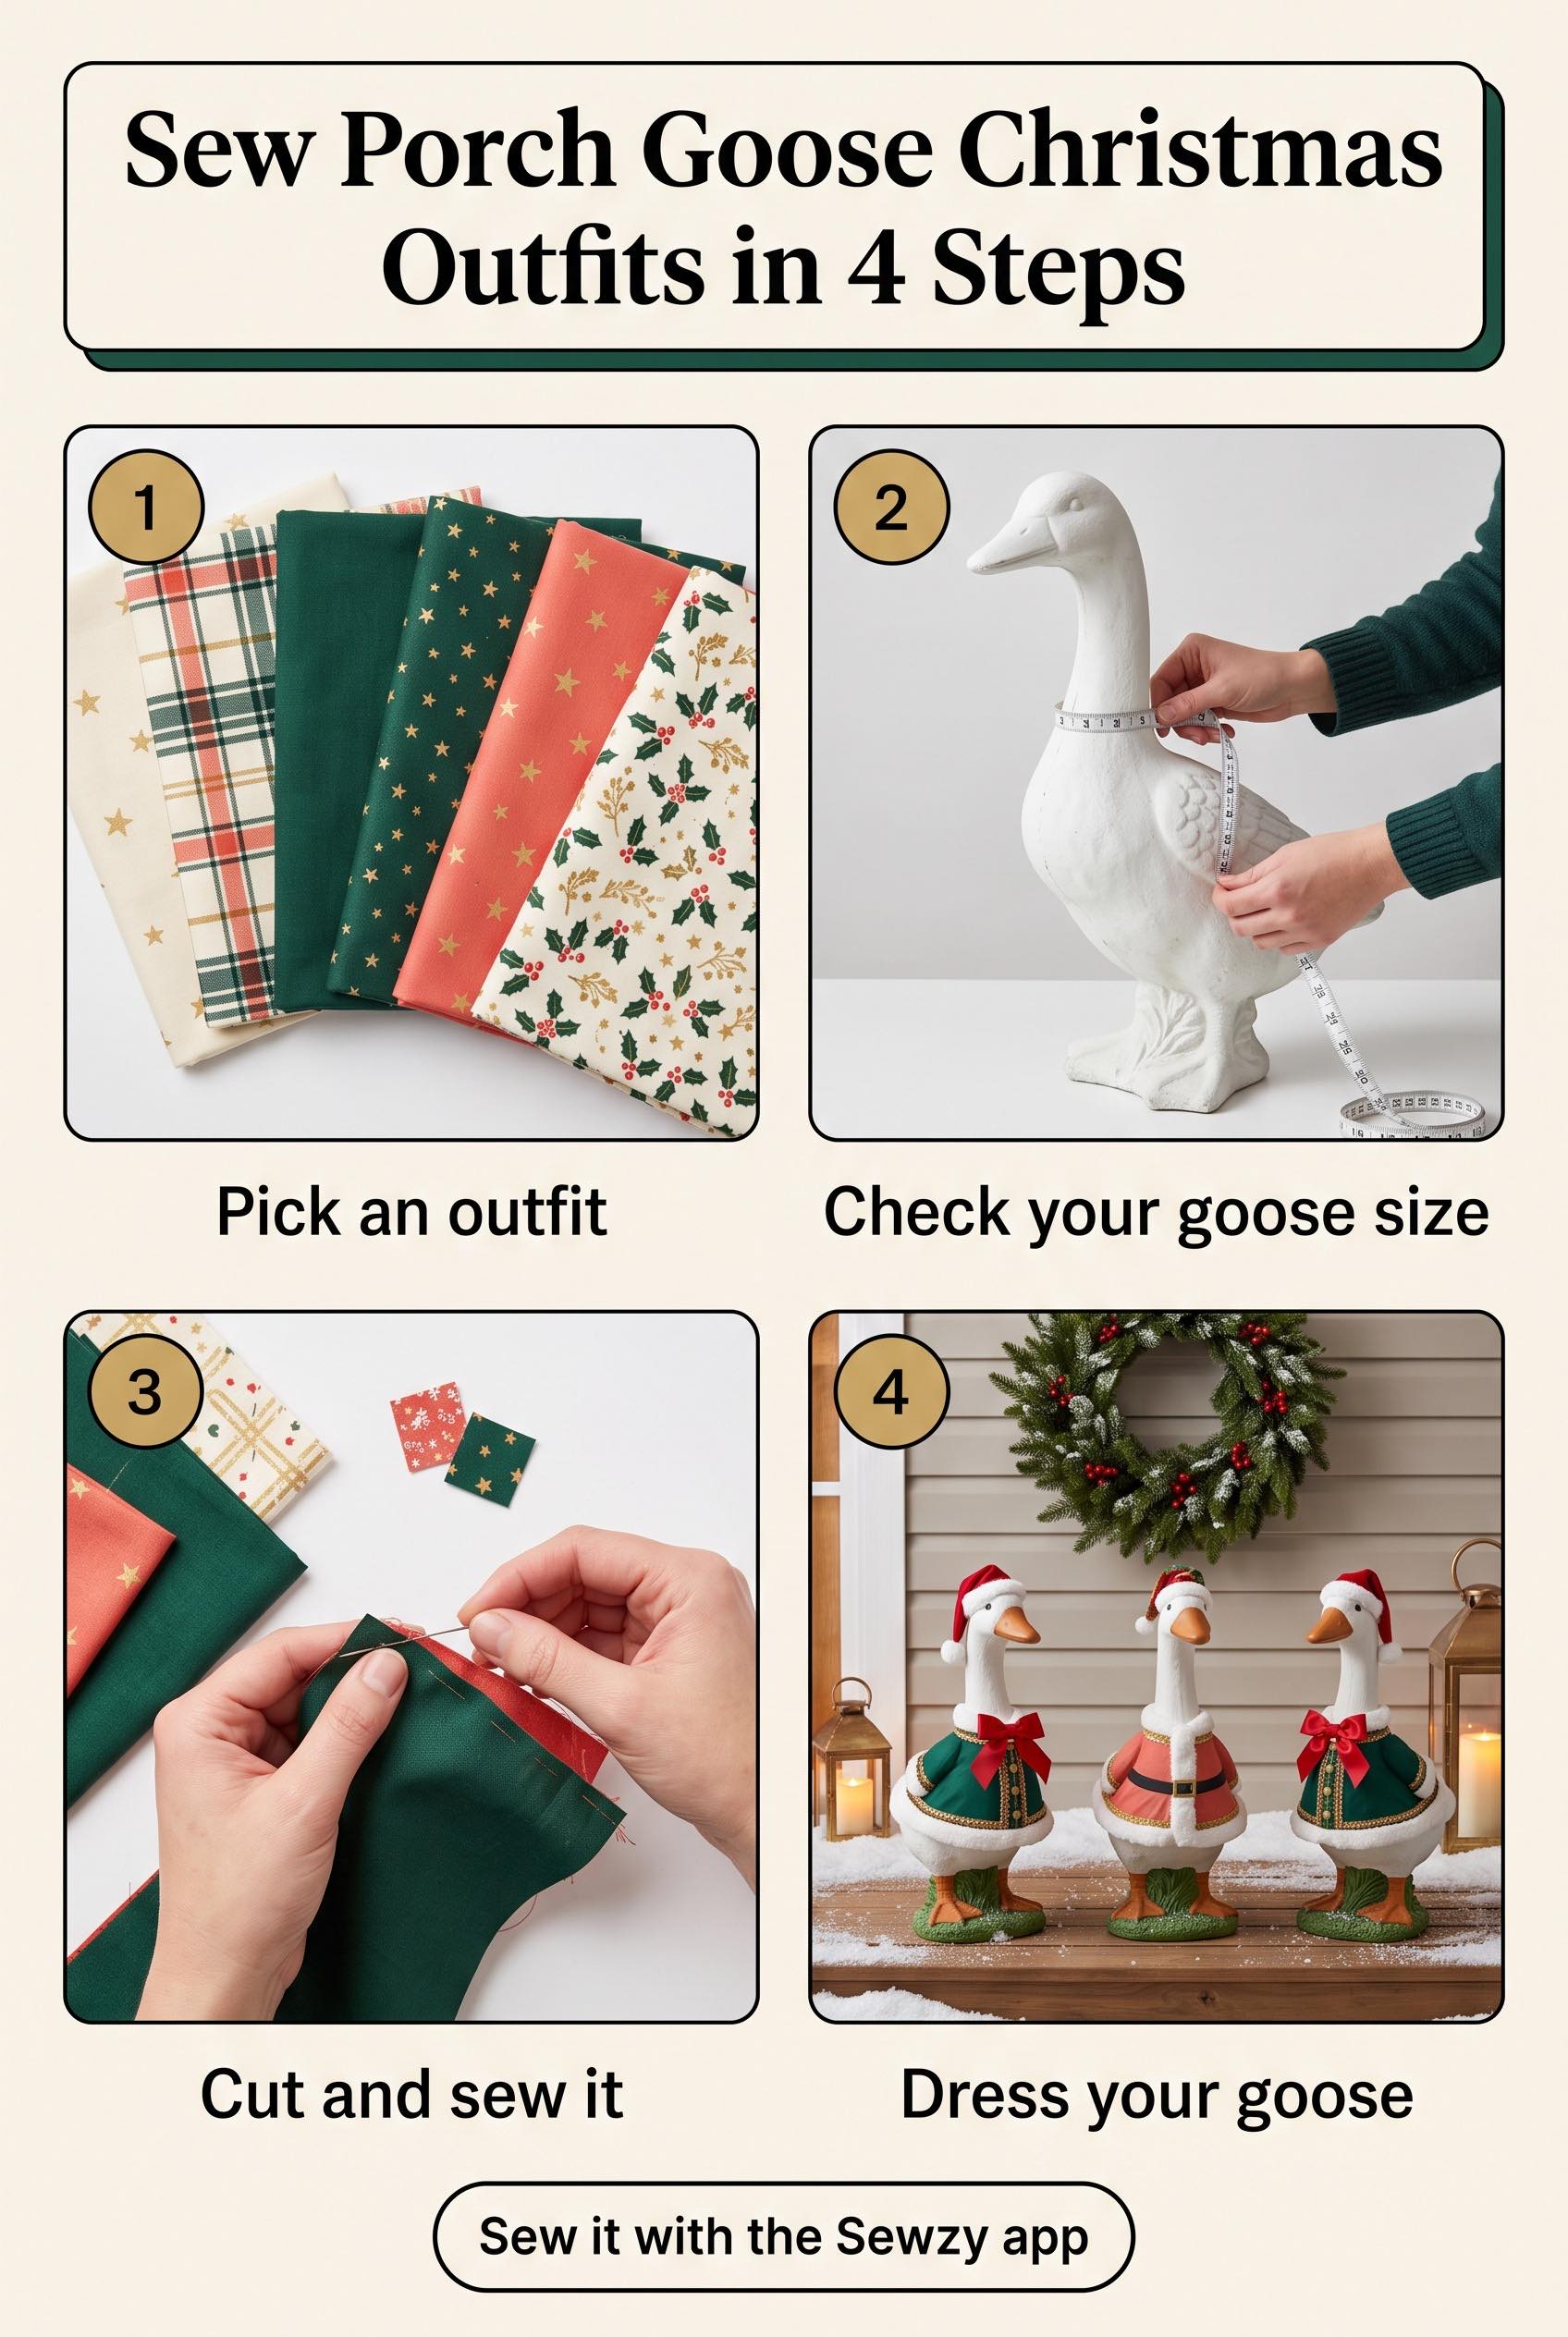 Sew Porch Goose Christmas
Outfits in 4 Steps
1
2
Pick an outfit
Check your goose size
3
4
Cut and sew it
Dress your goose
Sew it with the Sewzy app